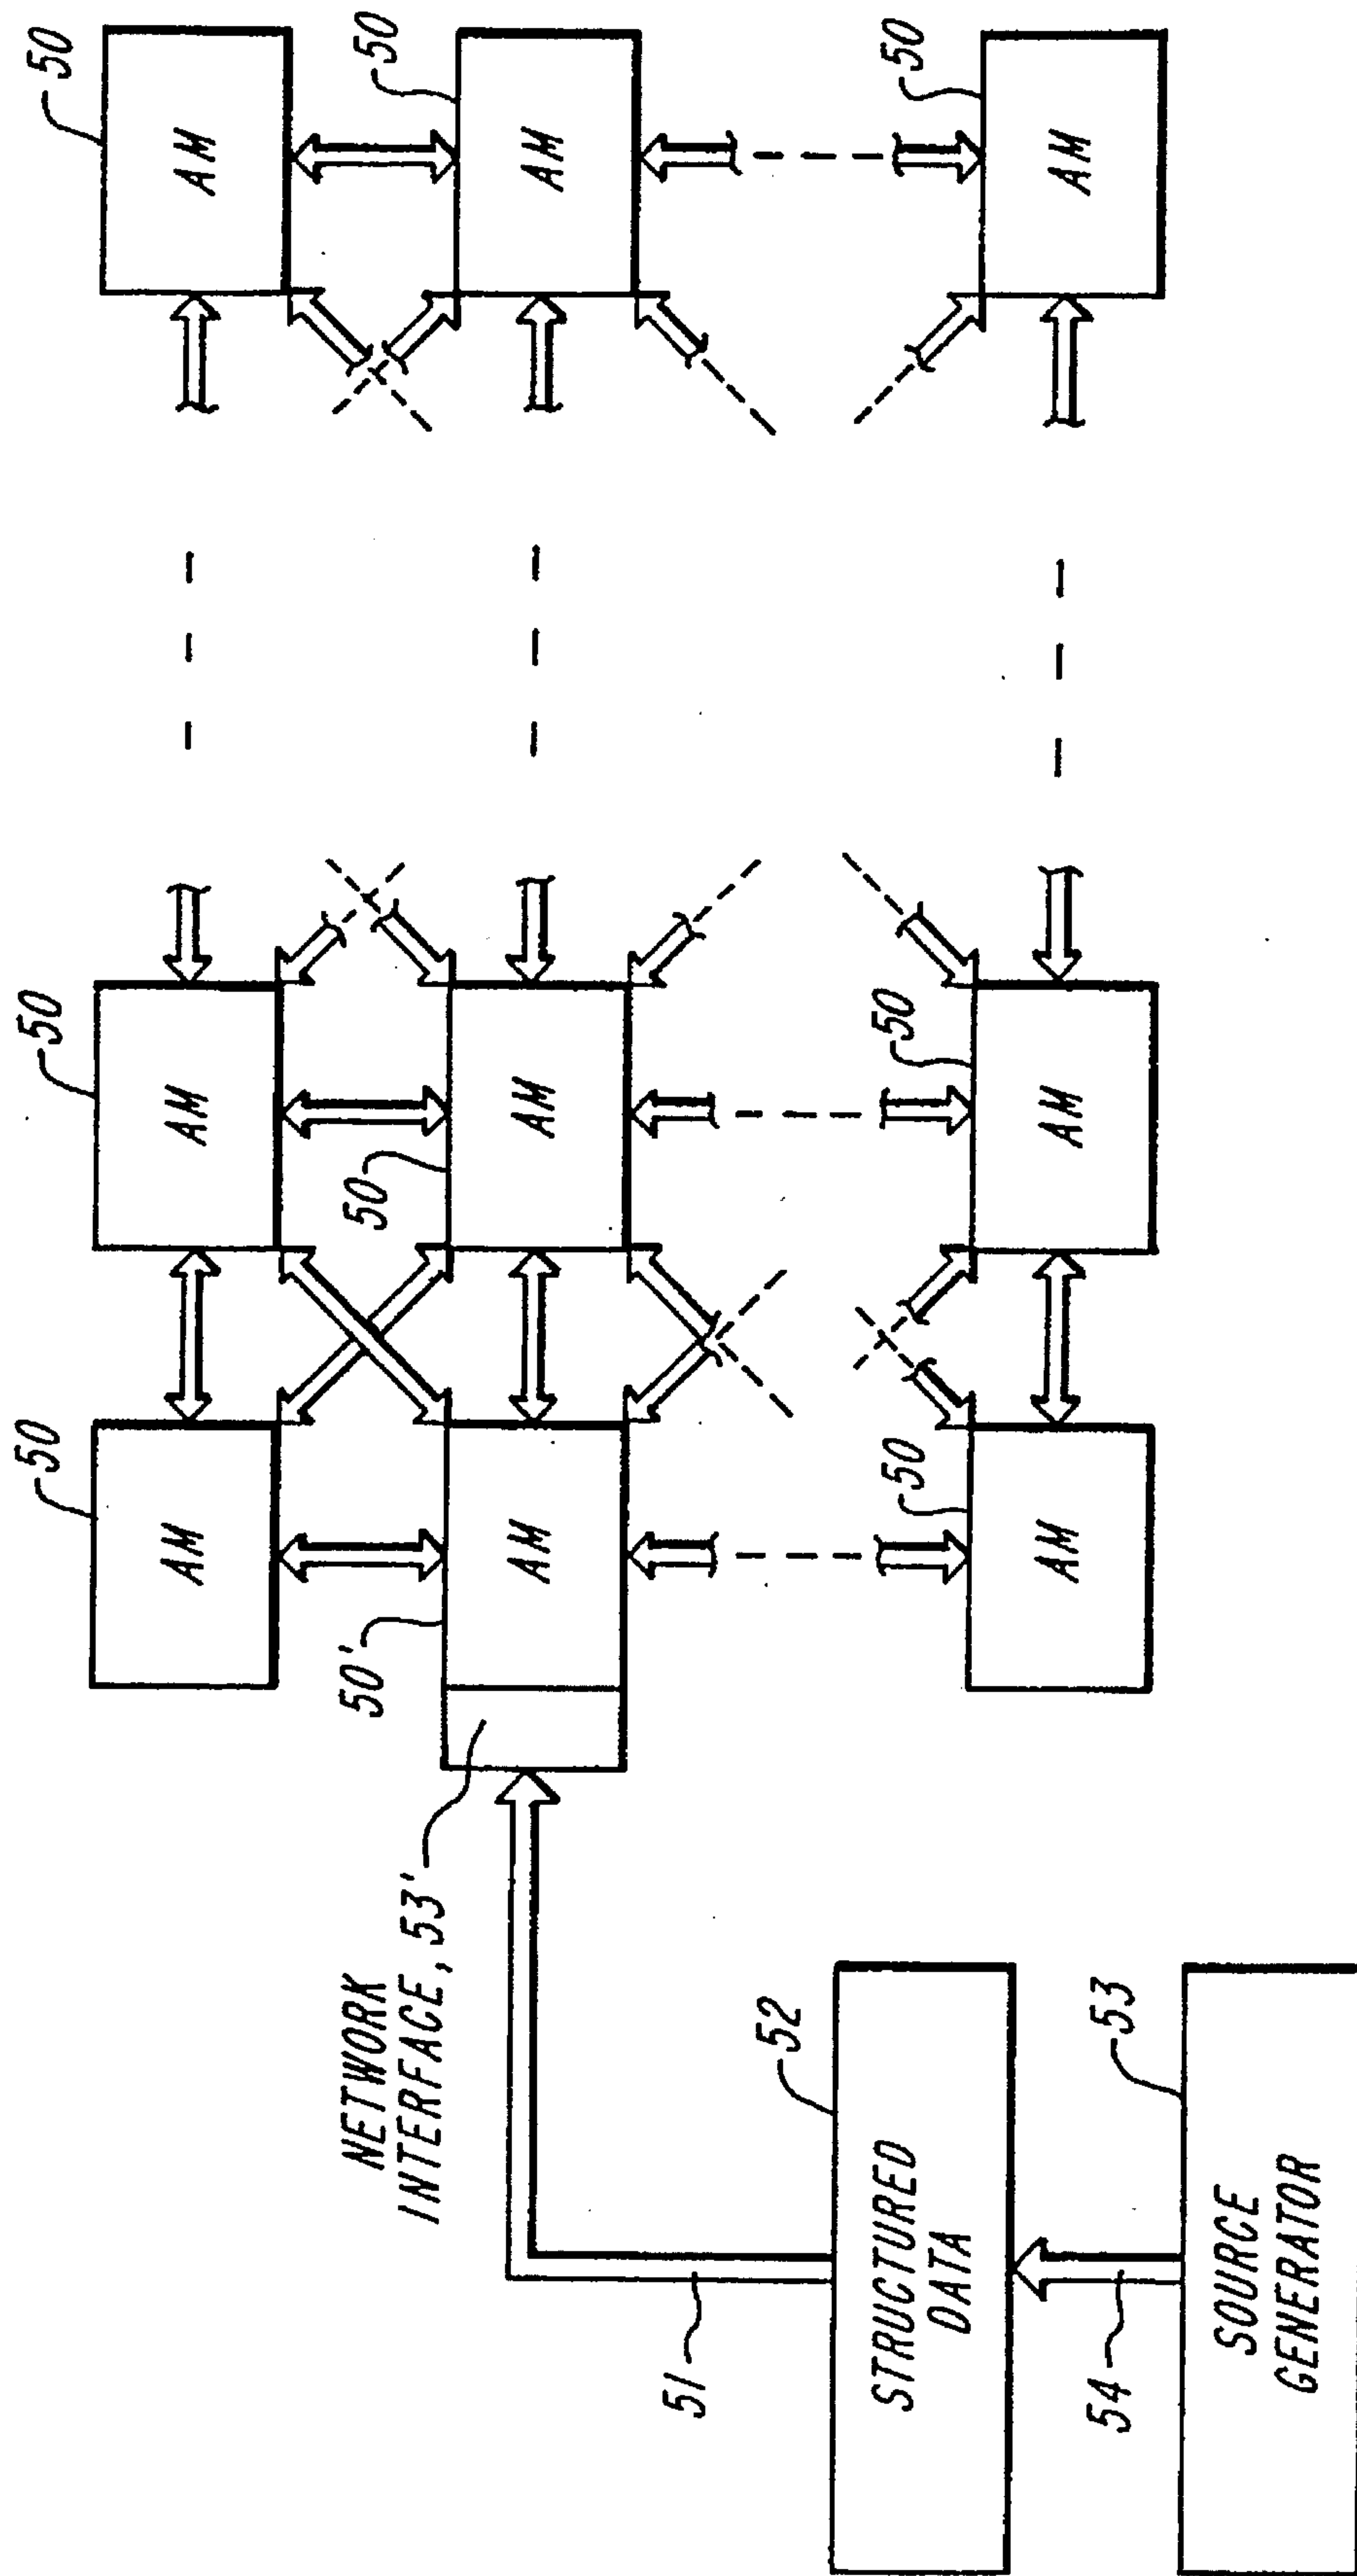 50
50
50
AM
AM
AM
NETWORK
INTERFACE, 53'
50'
50
50
AM
AM
AM
51
52
STRUCTURED
DATA
50
50
50
AM
AM
AM
54
53
SOURCE
GENERATOR